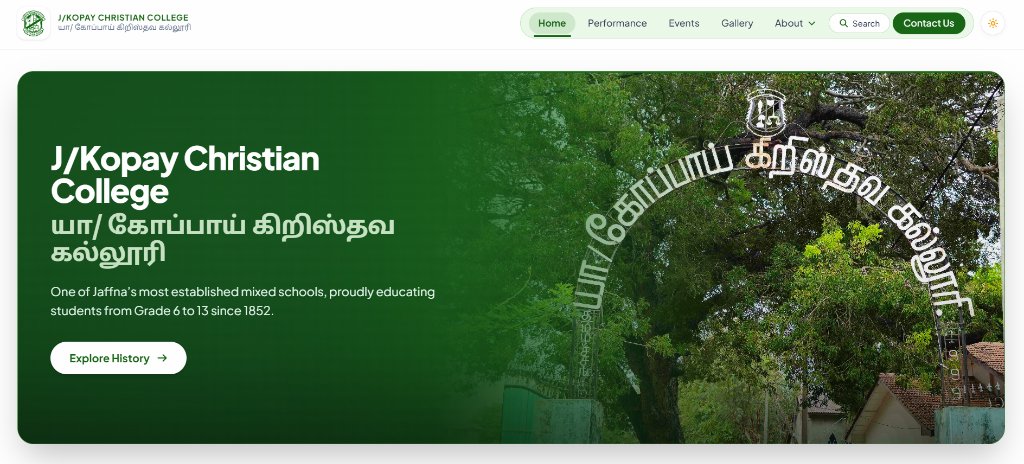 J/KOPAY CHRISTIAN COLLEGE
யா/ கோப்பாய் கிறிஸ்தவ கல்லூரி
Home
Performance
Events
Gallery
About
Search
Contact Us
J/Kopay Christian
College
யா/ கோப்பாய் கிறிஸ்தவ
கல்லூரி
One of Jaffna's most established mixed schools, proudly educating
students from Grade 6 to 13 since 1852.
Explore History
யா/கோப்பாய் கிறிஸ்தவ கல்லூரி.